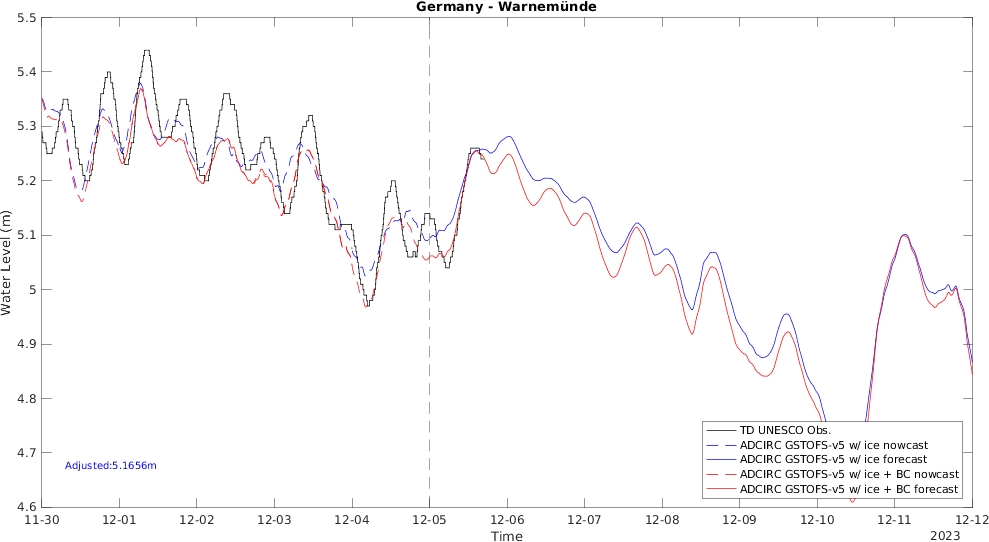 Germany - Warnemünde
5.5
5.4
5.3
5.2
5.1
5
4.9
4.8
4.7
4.6
Water Level (m)
Adjusted:5.1656m
TD UNESCO Obs.
ADCIRC GSTOFS-v5 w/ ice nowcast
ADCIRC GSTOFS-v5 w/ ice forecast
ADCIRC GSTOFS-v5 w/ ice + BC nowcast
ADCIRC GSTOFS-v5 w/ ice + BC forecast
11-30 12-01 12-02 12-03 12-04 12-05 12-06 12-07 12-08 12-09 12-10 12-11 12-12
Time
2023